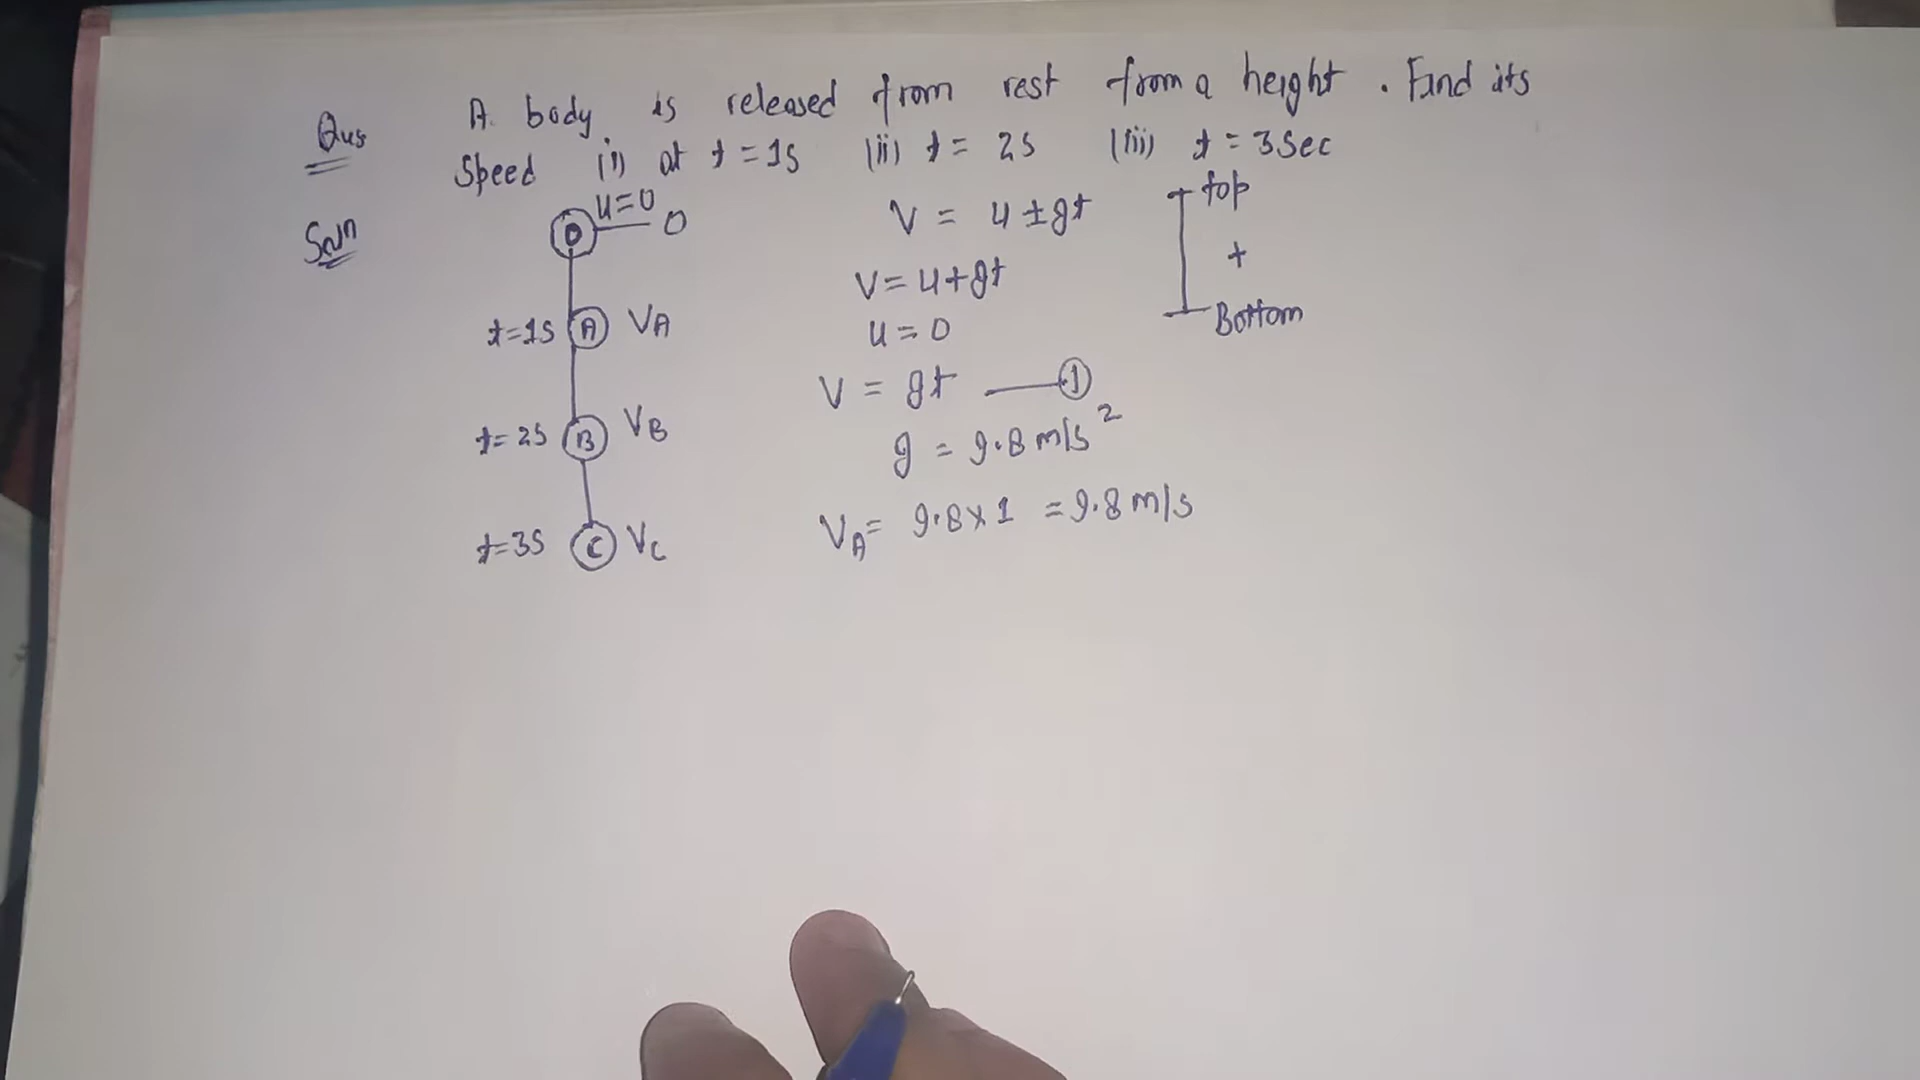 Qus A body is released from rest from a height. Find its
Speed (i) at t=1s (ii) t= 2s (iii) t=3Sec
Soln
u=0
O
O
t=1s A VA
t=2s B VB
t=3s C VC
V = u±gt
V=u+gt
u=0
V = gt —— 1
g = 9.8 m/s²
VA= 9.8×1 =9.8 m/s
top
+
Bottom